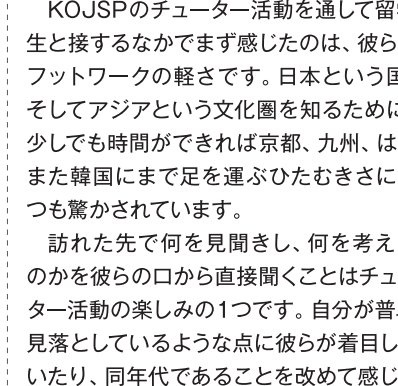 KOJSPのチューター活動を通して留
生と接するなかでまず感じたのは、彼ら
フットワークの軽さです。日本という国
そしてアジアという文化圏を知るために
少しでも時間ができれば京都、九州、は
また韓国にまで足を運ぶひたむきさに
つも驚かされています。
訪れた先で何を見聞きし、何を考え
のかを彼らの口から直接聞くことはチュ
ター活動の楽しみの1つです。自分が普
見落としているような点に彼らが着目し
いたり、同年代であることを改めて感じ